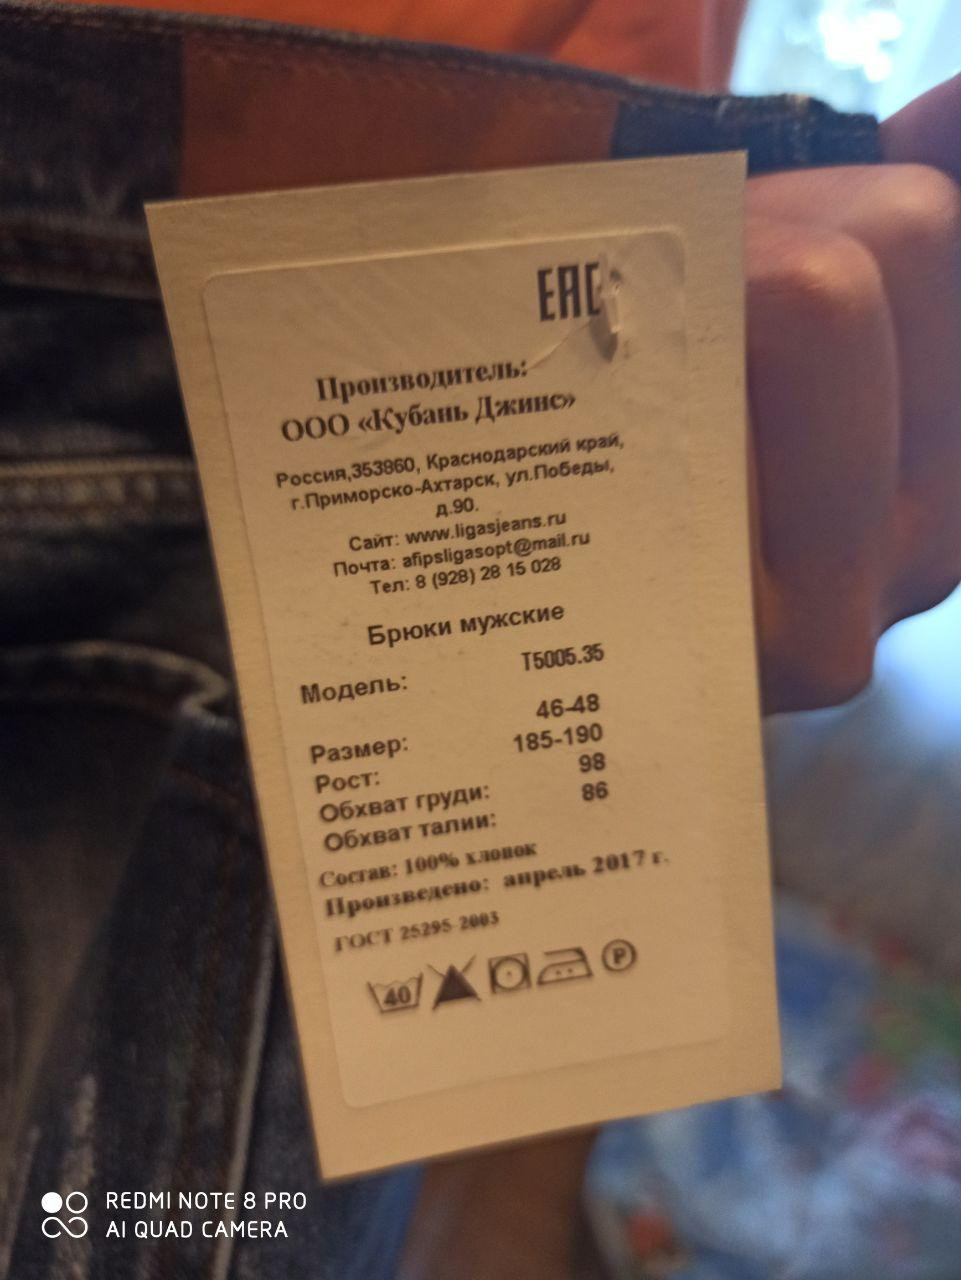 EAC
Производитель:
ООО «Кубань Джинс»
Россия,353860, Краснодарский край,
г.Приморско-Ахтарск, ул.Победы,
д.90.
Сайт: www.ligasjeans.ru
Почта: afipsligasopt@mail.ru
Тел: 8 (928) 28 15 028
Брюки мужские
Модель: T5005.35
Размер: 46-48
Рост: 185-190
Обхват груди: 98
Обхват талии: 86
Состав: 100% хлопок
Произведено: апрель 2017 г.
ГОСТ 25295-2003
40 P
REDMI NOTE 8 PRO
AI QUAD CAMERA